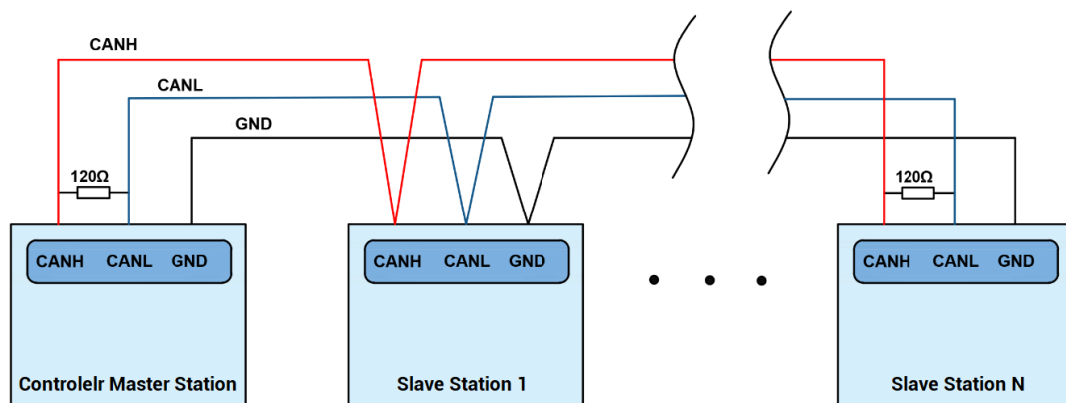 CANH
CANL
GND
120Ω
120Ω
CANH CANL GND
CANH CANL GND
CANH CANL GND
Controlelr Master Station
Slave Station 1
Slave Station N